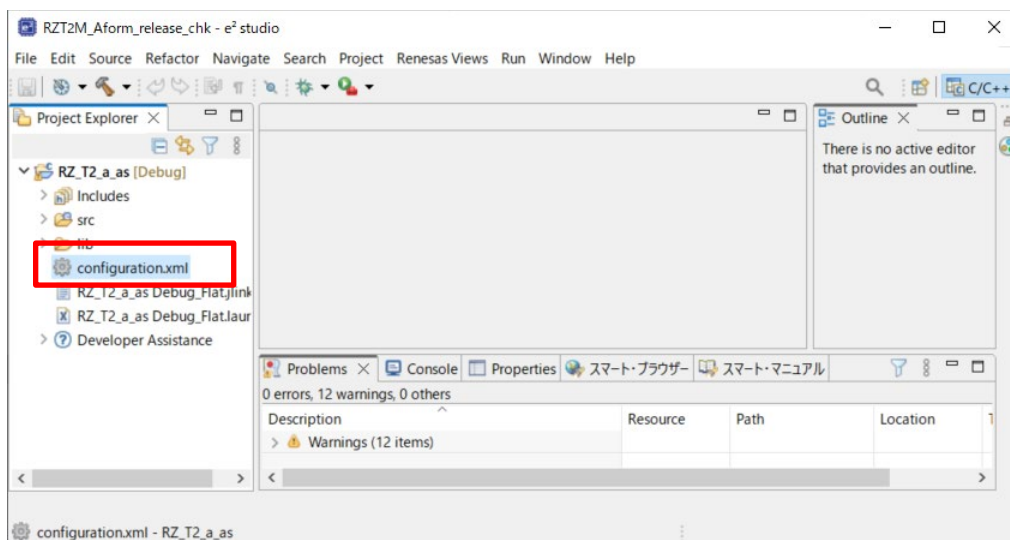 RZT2M_Aform_release_chk - e² studio
File Edit Source Refactor Navigate Search Project Renesas Views Run Window Help
C/C++
Project Explorer
Outline
There is no active editor
that provides an outline.
RZ_T2_a_as [Debug]
Includes
src
lib
configuration.xml
RZ_T2_a_as Debug_Flat.jlink
RZ_T2_a_as Debug_Flat.laun
Developer Assistance
Problems Console Properties スマート・ブラウザー スマート・マニュアル
0 errors, 12 warnings, 0 others
Description Resource Path Location T
Warnings (12 items)
configuration.xml - RZ_T2_a_as